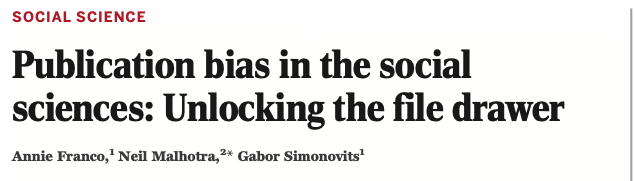 SOCIAL SCIENCE
Publication bias in the social
sciences: Unlocking the file drawer
Annie Franco,¹ Neil Malhotra,²* Gabor Simonovits¹